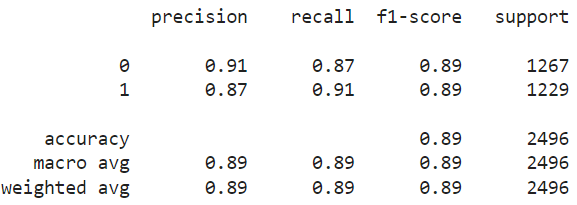 precision recall f1-score support
0 0.91 0.87 0.89 1267
1 0.87 0.91 0.89 1229
accuracy 0.89 2496
macro avg 0.89 0.89 0.89 2496
weighted avg 0.89 0.89 0.89 2496